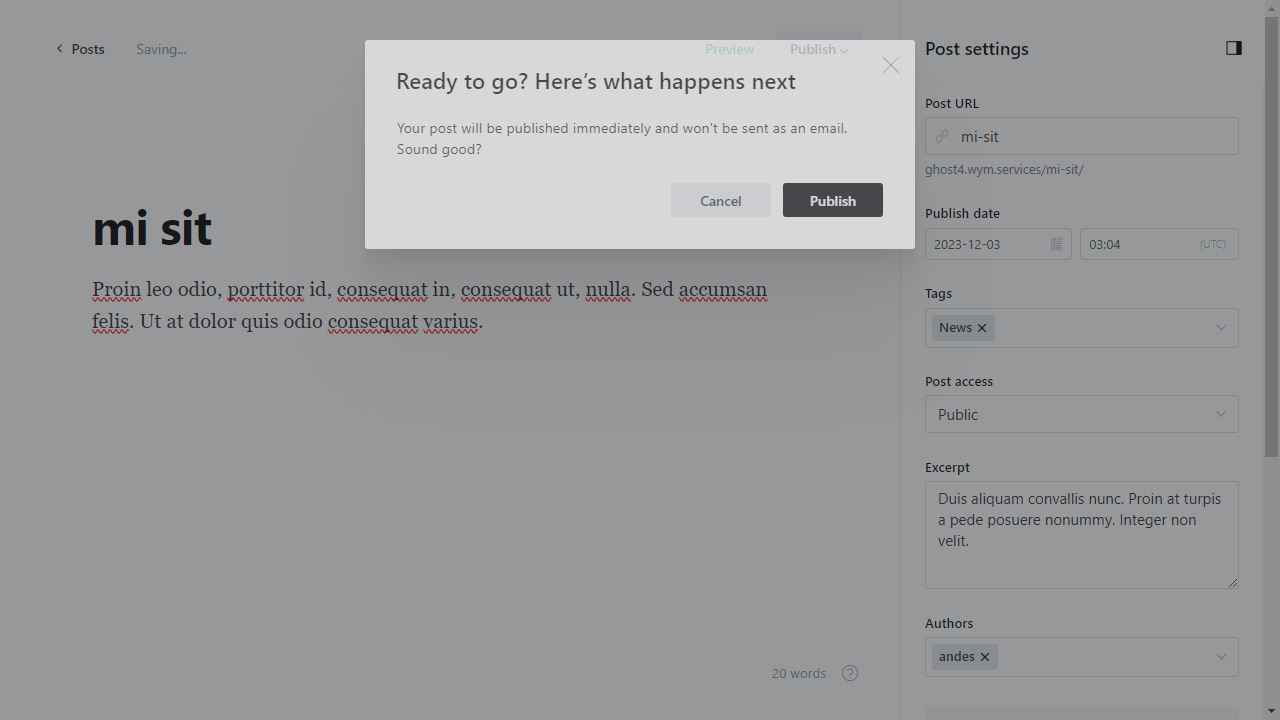 Posts
Saving...
Preview
Publish
Ready to go? Here's what happens next
Your post will be published immediately and won't be sent as an email.
Sound good?
Cancel
Publish
mi sit
Proin leo odio, porttitor id, consequat in, consequat ut, nulla. Sed accumsan
felis. Ut at dolor quis odio consequat varius.
20 words
?
Post settings
Post URL
mi-sit
ghost4.wym.services/mi-sit/
Publish date
2023-12-03
03:04
(UTC)
Tags
News
Post access
Public
Excerpt
Duis aliquam convallis nunc. Proin at turpis
a pede posuere nonummy. Integer non
velit.
Authors
andes